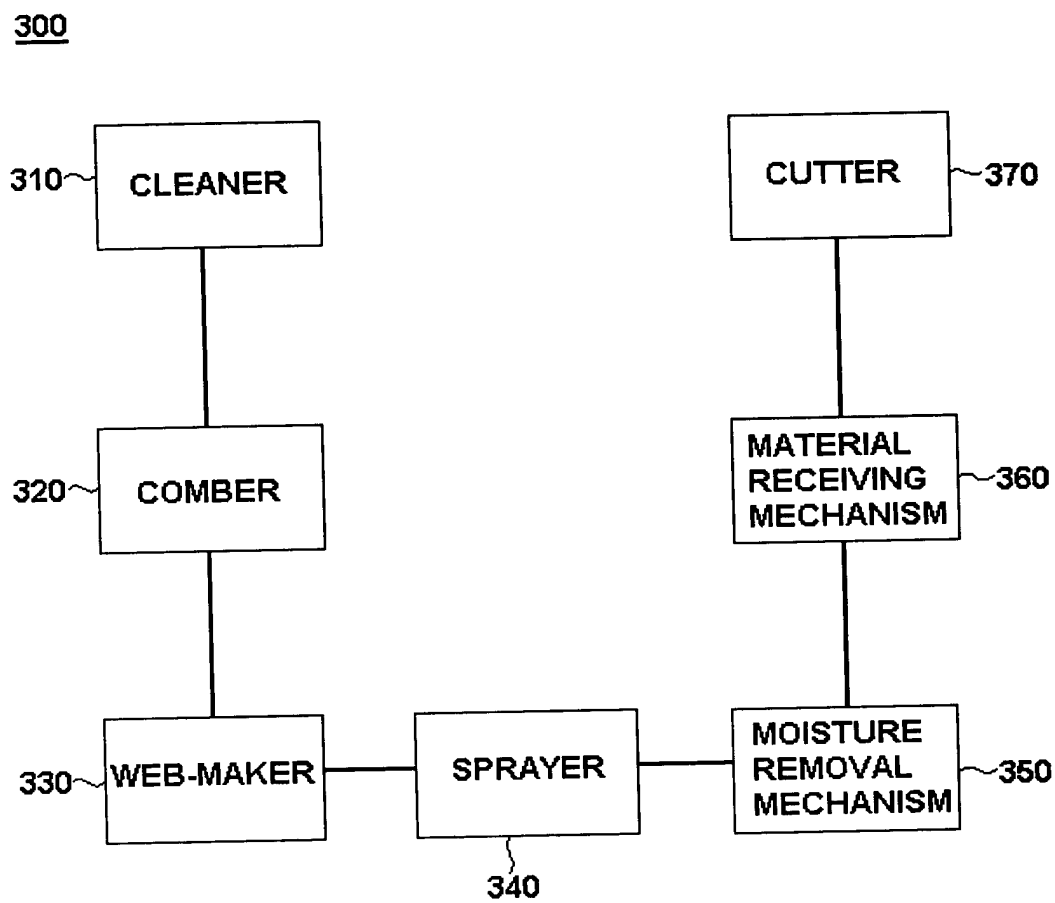 300
310
CLEANER
CUTTER
370
320
COMBER
MATERIAL
RECEIVING
MECHANISM
360
330
WEB-MAKER
SPRAYER
340
MOISTURE
REMOVAL
MECHANISM
350